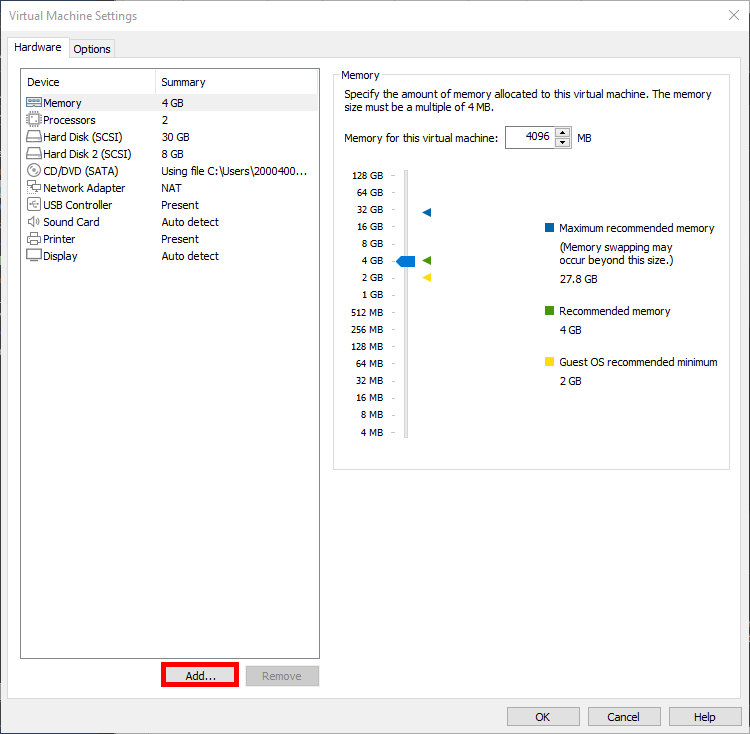 Virtual Machine Settings
Hardware Options
Device Summary
Memory 4 GB
Processors 2
Hard Disk (SCSI) 30 GB
Hard Disk 2 (SCSI) 8 GB
CD/DVD (SATA) Using file C:\Users\2000400...
Network Adapter NAT
USB Controller Present
Sound Card Auto detect
Printer Present
Display Auto detect
Add... Remove
Memory
Specify the amount of memory allocated to this virtual machine. The memory
size must be a multiple of 4 MB.
Memory for this virtual machine: 4096 MB
128 GB
64 GB
32 GB
16 GB
8 GB
4 GB
2 GB
1 GB
512 MB
256 MB
128 MB
64 MB
32 MB
16 MB
8 MB
4 MB
Maximum recommended memory
(Memory swapping may
occur beyond this size.)
27.8 GB
Recommended memory
4 GB
Guest OS recommended minimum
2 GB
OK Cancel Help